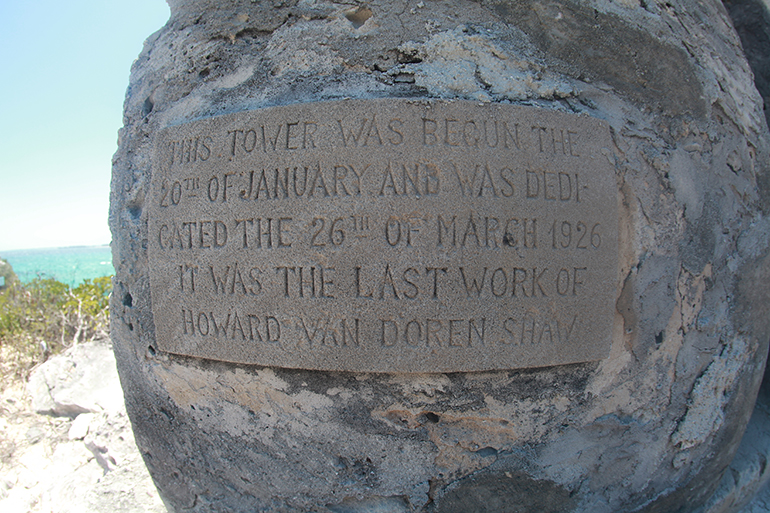 THIS TOWER WAS BEGUN THE
20TH OF JANUARY AND WAS DEDI-
CATED THE 26TH OF MARCH 1926
IT WAS THE LAST WORK OF
HOWARD VAN DOREN SHAW